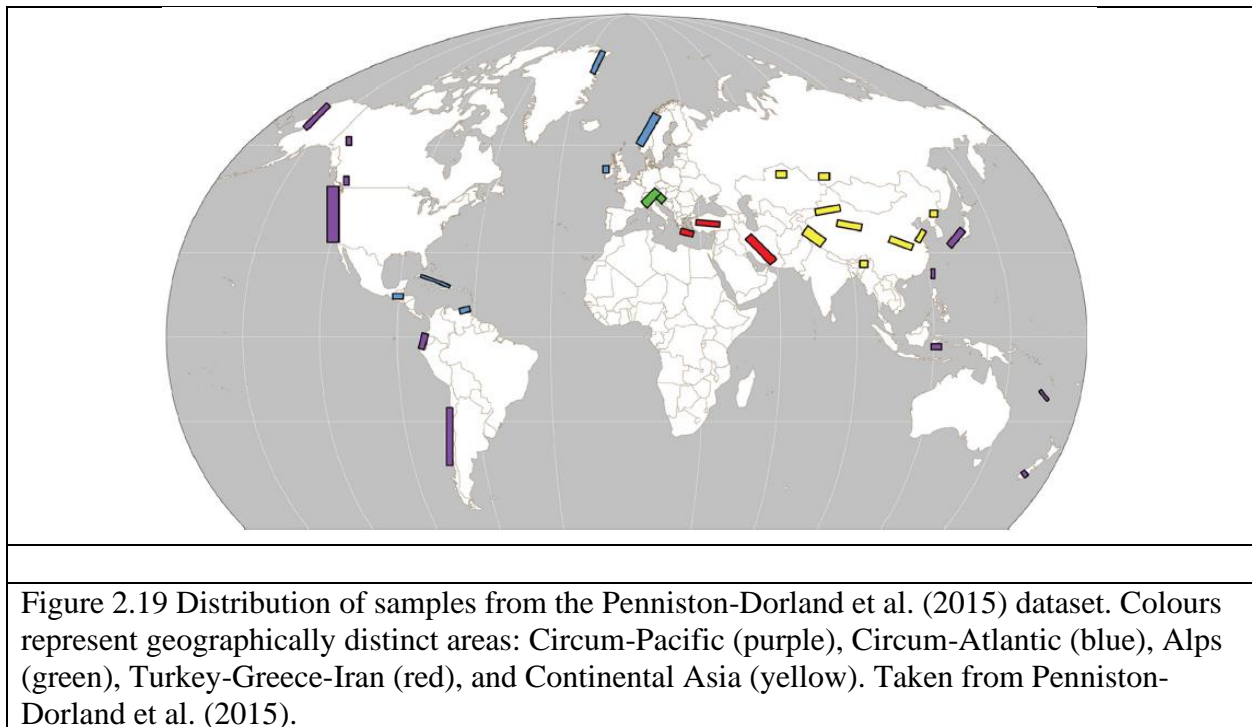 Figure 2.19 Distribution of samples from the Penniston-Dorland et al. (2015) dataset. Colours
represent geographically distinct areas: Circum-Pacific (purple), Circum-Atlantic (blue), Alps
(green), Turkey-Greece-Iran (red), and Continental Asia (yellow). Taken from Penniston-
Dorland et al. (2015).